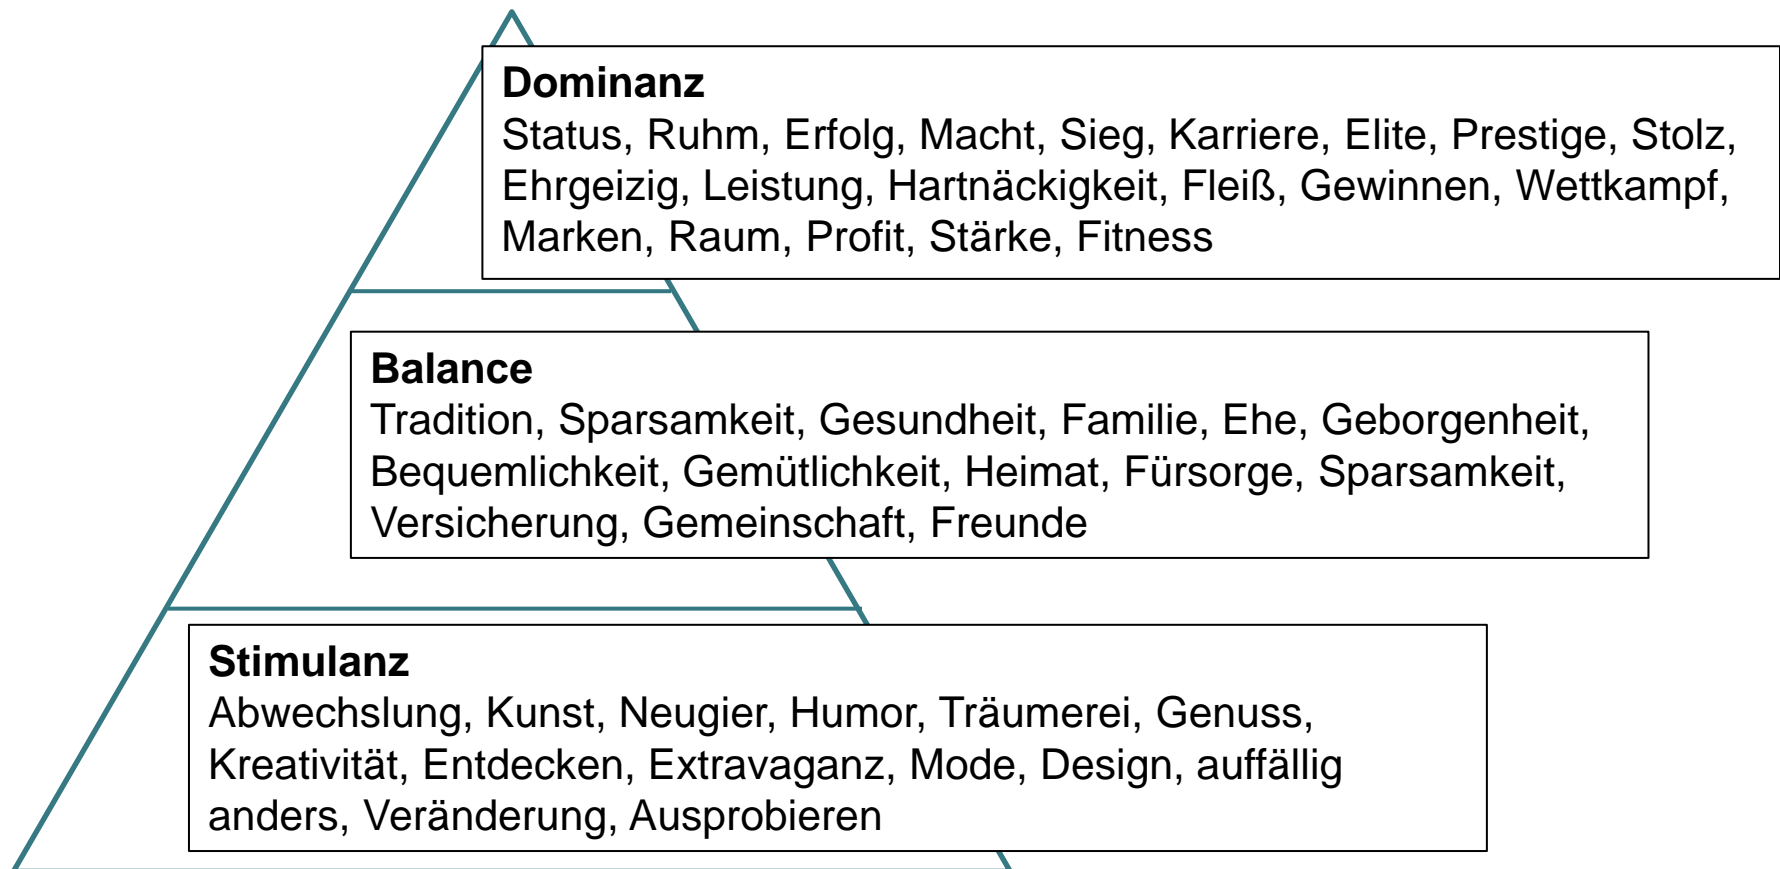 Dominanz
Status, Ruhm, Erfolg, Macht, Sieg, Karriere, Elite, Prestige, Stolz,
Ehrgeizig, Leistung, Hartnäckigkeit, Fleiß, Gewinnen, Wettkampf,
Marken, Raum, Profit, Stärke, Fitness
Balance
Tradition, Sparsamkeit, Gesundheit, Familie, Ehe, Geborgenheit,
Bequemlichkeit, Gemütlichkeit, Heimat, Fürsorge, Sparsamkeit,
Versicherung, Gemeinschaft, Freunde
Stimulanz
Abwechslung, Kunst, Neugier, Humor, Träumerei, Genuss,
Kreativität, Entdecken, Extravaganz, Mode, Design, auffällig
anders, Veränderung, Ausprobieren